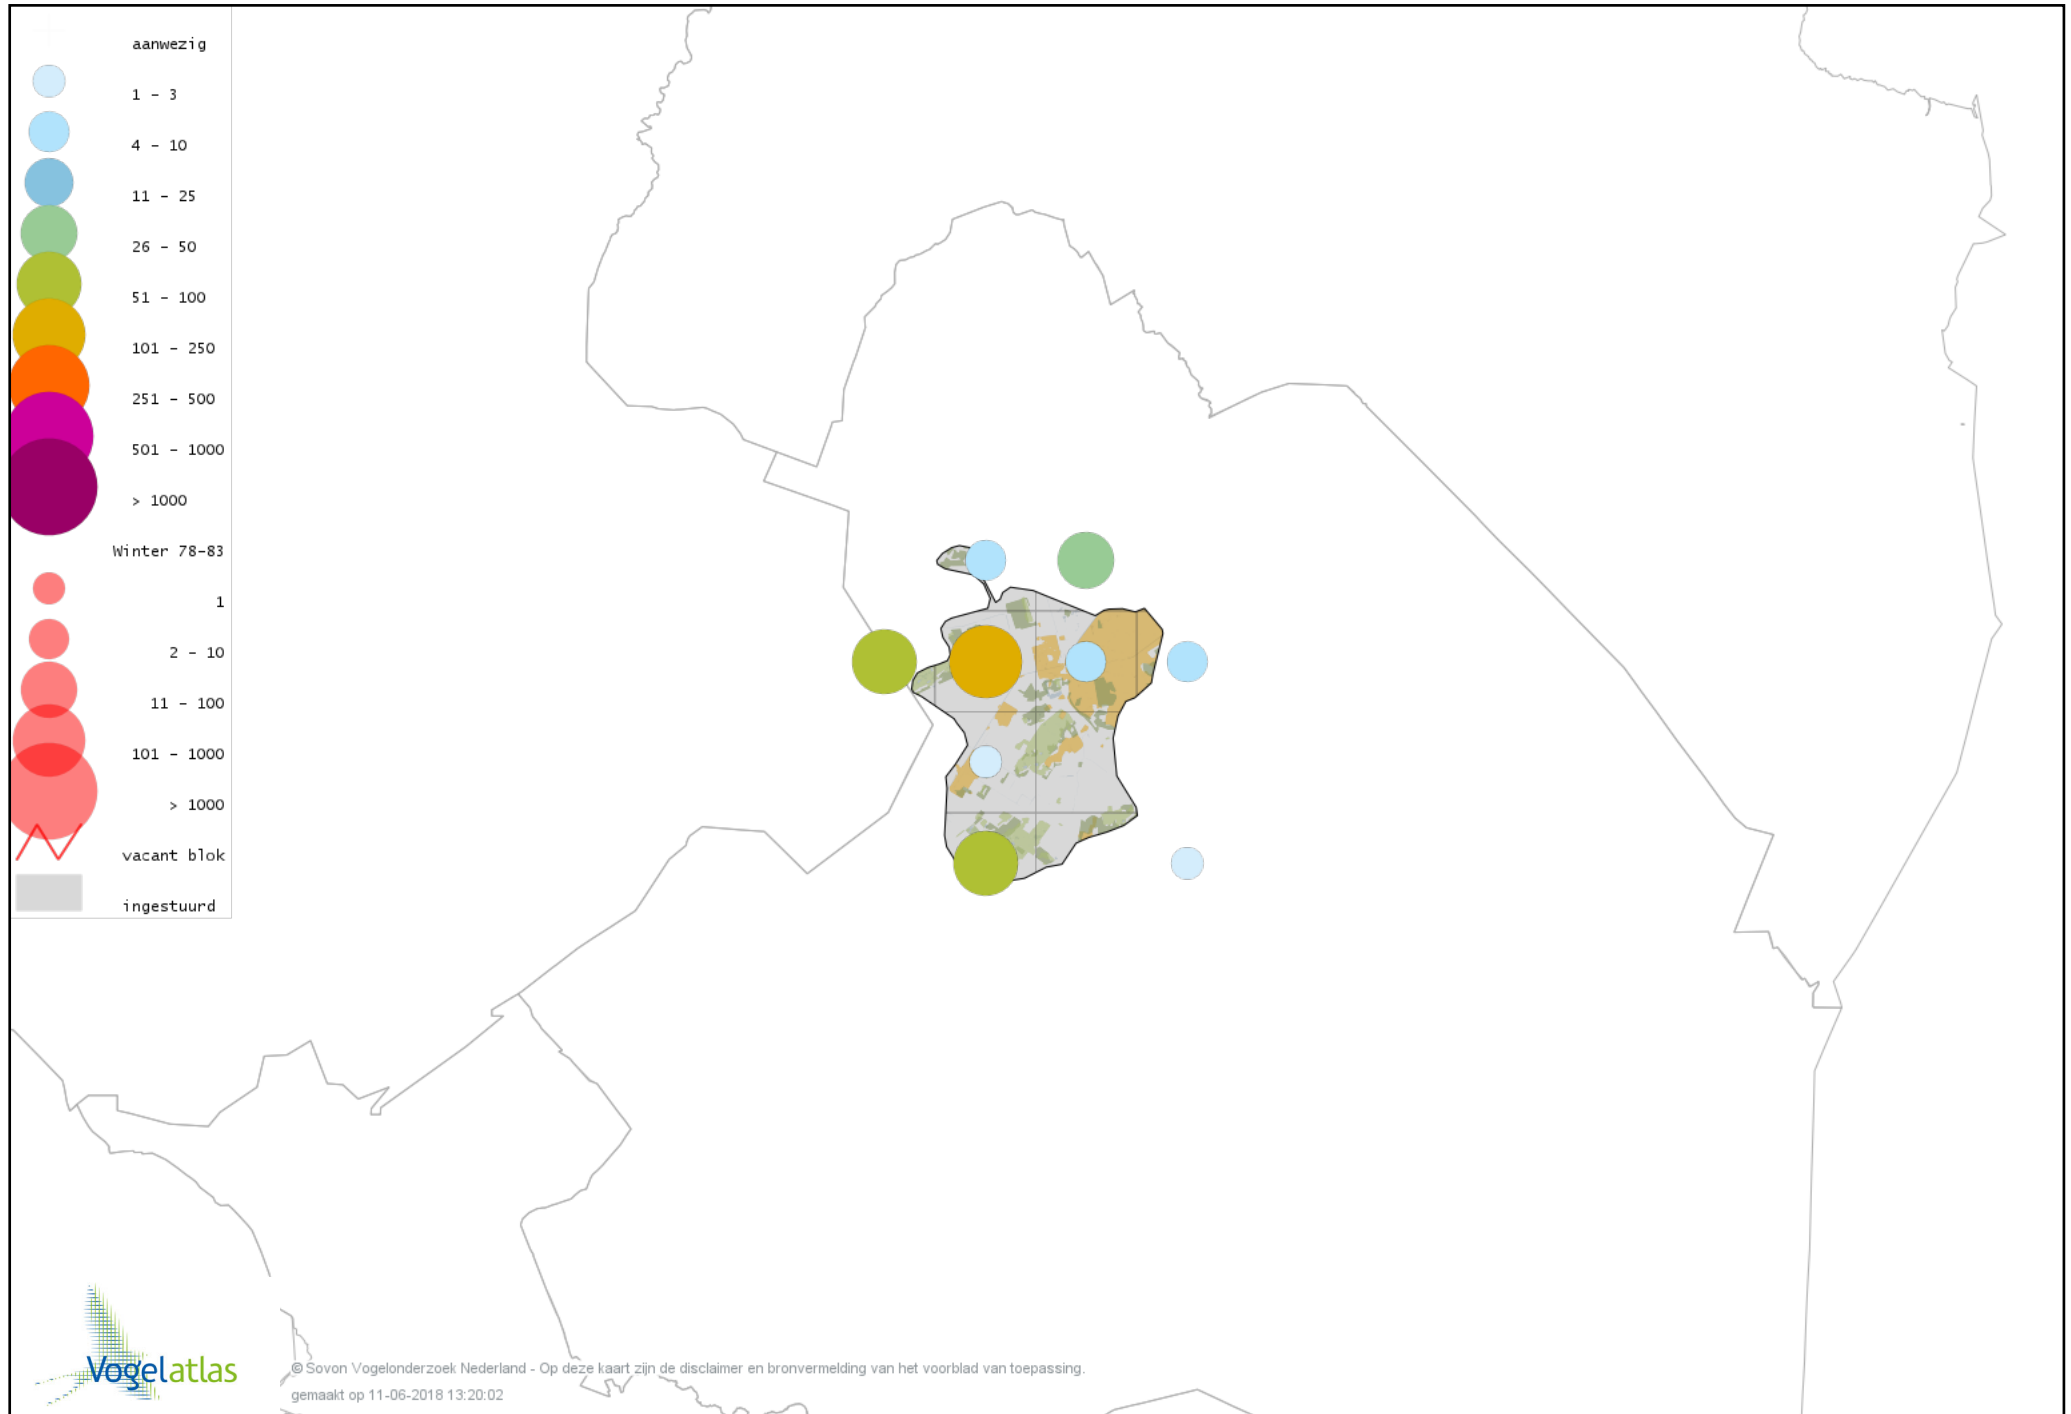 aanwezig
1 – 3
4 – 10
11 – 25
26 – 50
51 – 100
101 – 250
251 – 500
501 – 1000
> 1000
Winter 78-83
1
2 – 10
11 – 100
101 – 1000
> 1000
vacant blok
ingestuurd
Vogelatlas
© Sovon Vogelonderzoek Nederland - Op deze kaart zijn de disclaimer en bronvermelding van het voorblad van toepassing.
gemaakt op 11-06-2018 13:20:02